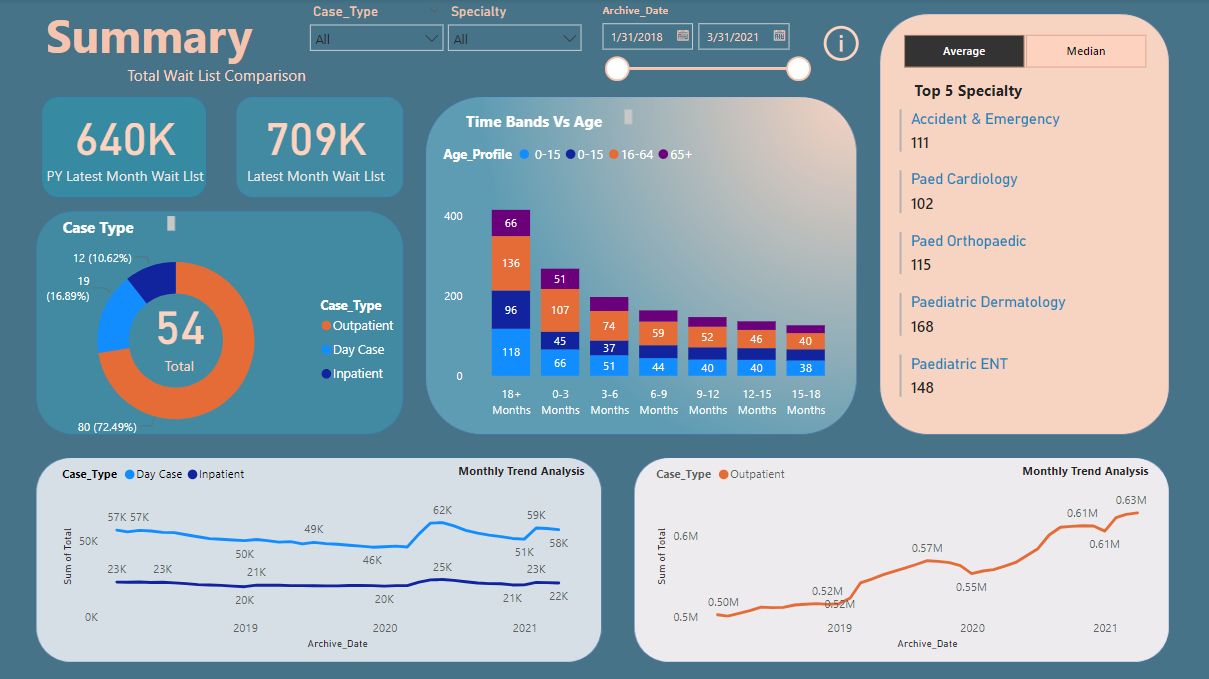 Summary
Total Wait List Comparison
Case_Type
All
Specialty
All
Archive_Date
1/31/2018
3/31/2021
i
640K
PY Latest Month Wait LIst
709K
Latest Month Wait LIst
Case Type
12 (10.62%)
19
(16.89%)
54
Total
80 (72.49%)
Case_Type
Outpatient
Day Case
Inpatient
Time Bands Vs Age
Age_Profile 0-15 0-15 16-64 65+
400
200
0
66
136
96
118
51
107
45
66
74
37
51
59
44
52
40
46
40
40
38
18+
Months
0-3
Months
3-6
Months
6-9
Months
9-12
Months
12-15
Months
15-18
Months
Average
Median
Top 5 Specialty
Accident & Emergency
111
Paed Cardiology
102
Paed Orthopaedic
115
Paediatric Dermatology
168
Paediatric ENT
148
Case_Type Day Case Inpatient
Monthly Trend Analysis
Sum of Total
50K
0K
57K 57K
50K
49K
46K
62K
51K
59K
58K
23K
23K
20K
21K
20K
25K
21K
23K
22K
2019
2020
2021
Archive_Date
Case_Type Outpatient
Monthly Trend Analysis
Sum of Total
0.6M
0.5M
0.50M
0.52M
0.52M
0.57M
0.55M
0.61M
0.61M
0.63M
2019
2020
2021
Archive_Date